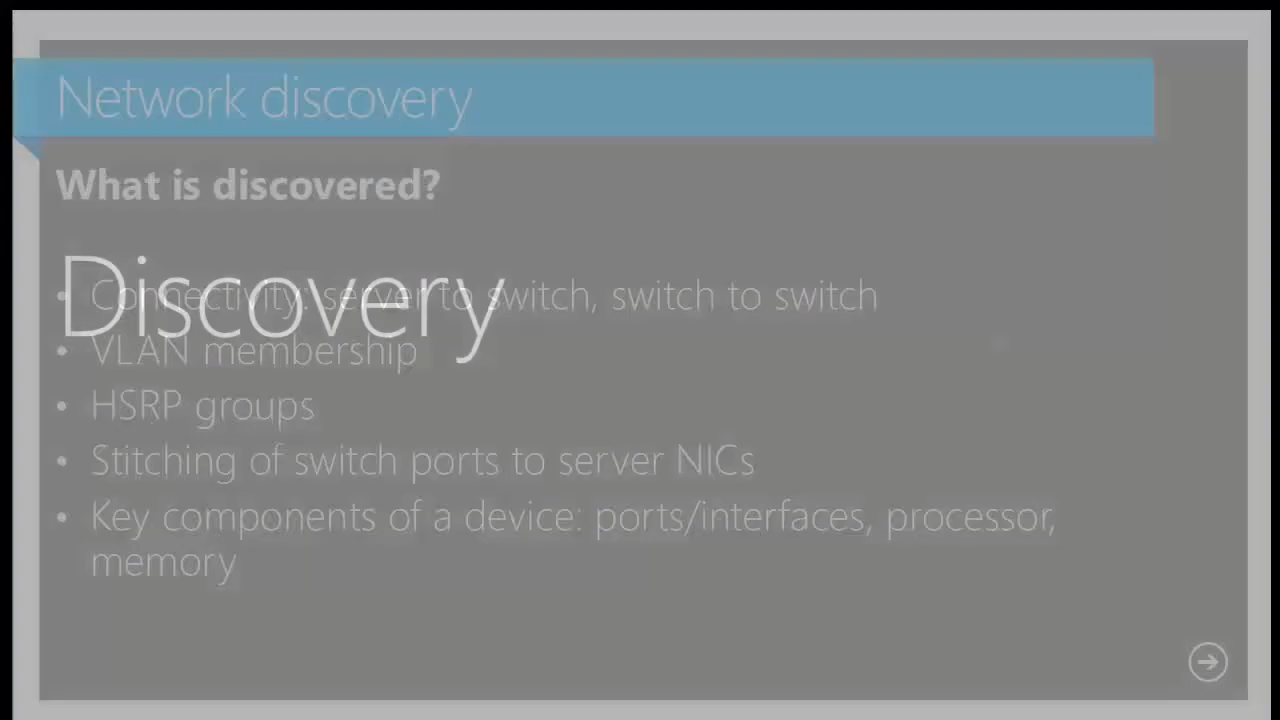 Network discovery
What is discovered?
Discovery
• Connectivity: server to switch, switch to switch
• VLAN membership
• HSRP groups
• Stitching of switch ports to server NICs
• Key components of a device: ports/interfaces, processor,
memory